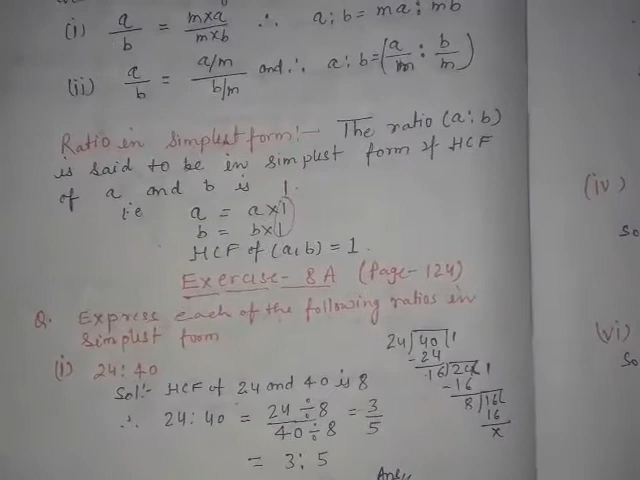 (i) a/b = m×a/m×b ∴ a:b = ma:mb
(ii) a/b = a/m / b/m and ∴ a:b = (a/m : b/m)
Ratio in simplest form:- The ratio (a:b)
is said to be in simplest form if HCF
of a and b is 1.
i.e a = a×1
b = b×1
HCF of (a,b) = 1.
Exercise- 8A (Page-124)
Q. Express each of the following ratios in
simplest form
(i) 24:40
Sol:- HCF of 24 and 40 is 8
∴ 24:40 = 24÷8/40÷8 = 3/5
= 3:5
Ans..
24)40(1
-24
16)24(1
-16
8)16(
16
x
(iv)
So
(vi)
So